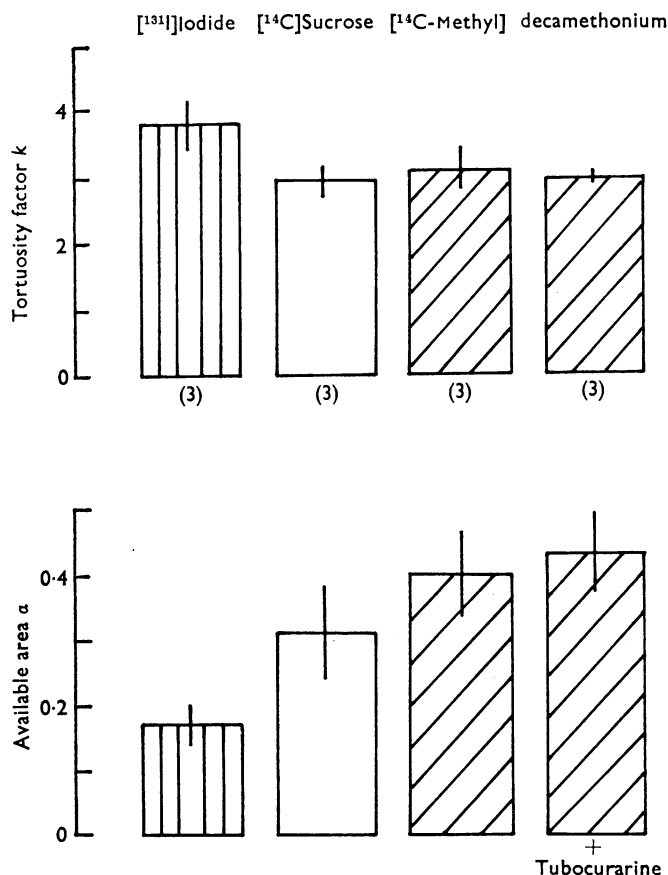 [¹³¹I]Iodide [¹⁴C]Sucrose [¹⁴C-Methyl] decamethonium
Tortuosity factor k
4
2
0
(3) (3) (3) (3)
Available area α
0·4
0·2
0
+
Tubocurarine